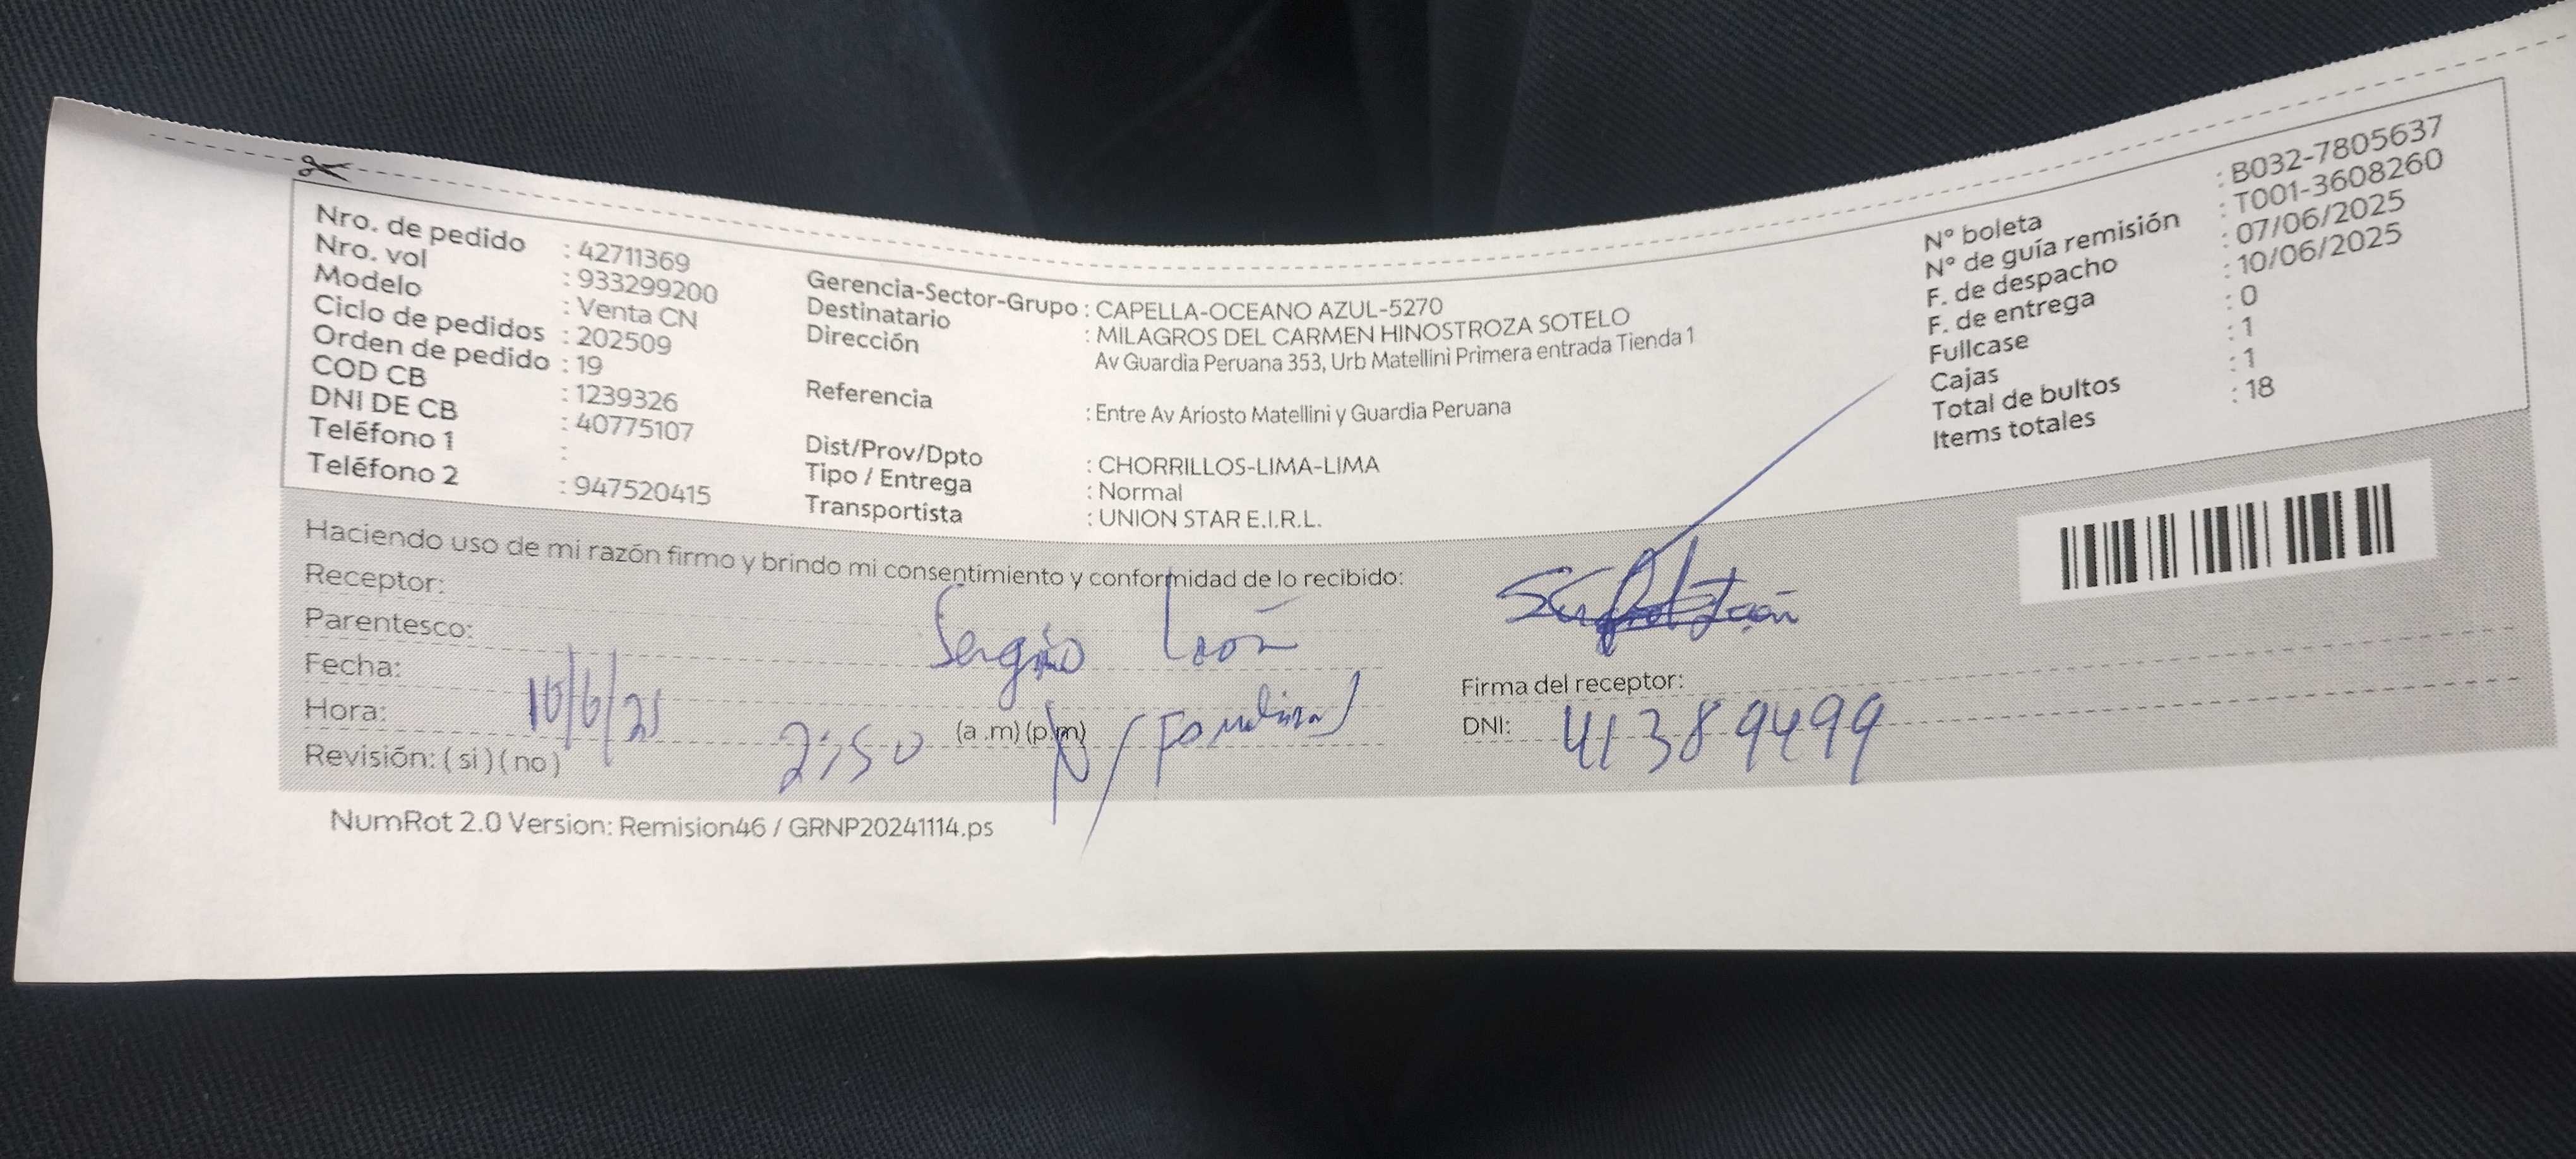 Nro. de pedido : 42711369
Nro. vol : 933299200
Modelo : Venta CN
Ciclo de pedidos : 202509
Orden de pedido : 19
COD CB : 1239326
DNI DE CB : 40775107
Teléfono 1 :
Teléfono 2 : 947520415
Gerencia-Sector-Grupo : CAPELLA-OCEANO AZUL-5270
Destinatario : MILAGROS DEL CARMEN HINOSTROZA SOTELO
Dirección Av Guardia Peruana 353, Urb Matellini Primera entrada Tienda 1
Referencia : Entre Av Ariosto Matellini y Guardia Peruana
Dist/Prov/Dpto : CHORRILLOS-LIMA-LIMA
Tipo / Entrega : Normal
Transportista : UNION STAR E.I.R.L.
N° boleta : B032-7805637
N° de guía remisión : T001-3608260
F. de despacho : 07/06/2025
F. de entrega : 10/06/2025
Fullcase : 0
Cajas : 1
Total de bultos : 1
Items totales : 18
Haciendo uso de mi razón firmo y brindo mi consentimiento y conformidad de lo recibido:
Receptor: Sergio León
Parentesco:
Fecha: 10/6/25
Hora: 2:50 (a .m) (p.m)
Revisión: ( si ) ( no )
Firma del receptor:
DNI: 41389499
NumRot 2.0 Version: Remision46 / GRNP20241114.ps